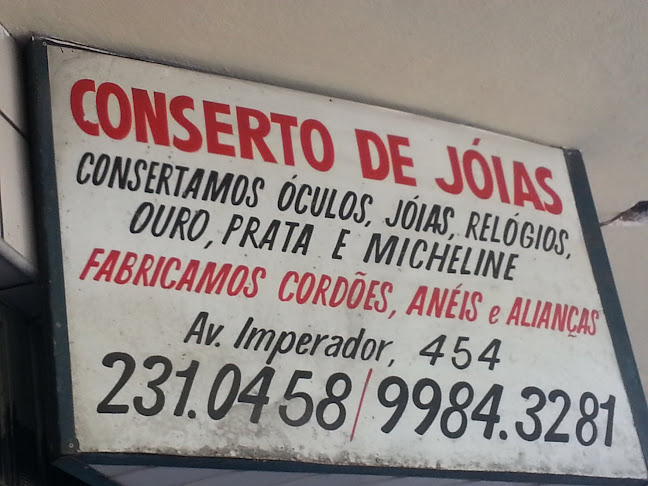 CONSERTO DE JÓIAS
CONSERTAMOS ÓCULOS, JÓIAS, RELÓGIOS,
OURO, PRATA E MICHELINE
FABRICAMOS CORDÕES, ANÉIS e ALIANÇAS
Av. Imperador, 454
231.0458/9984.3281